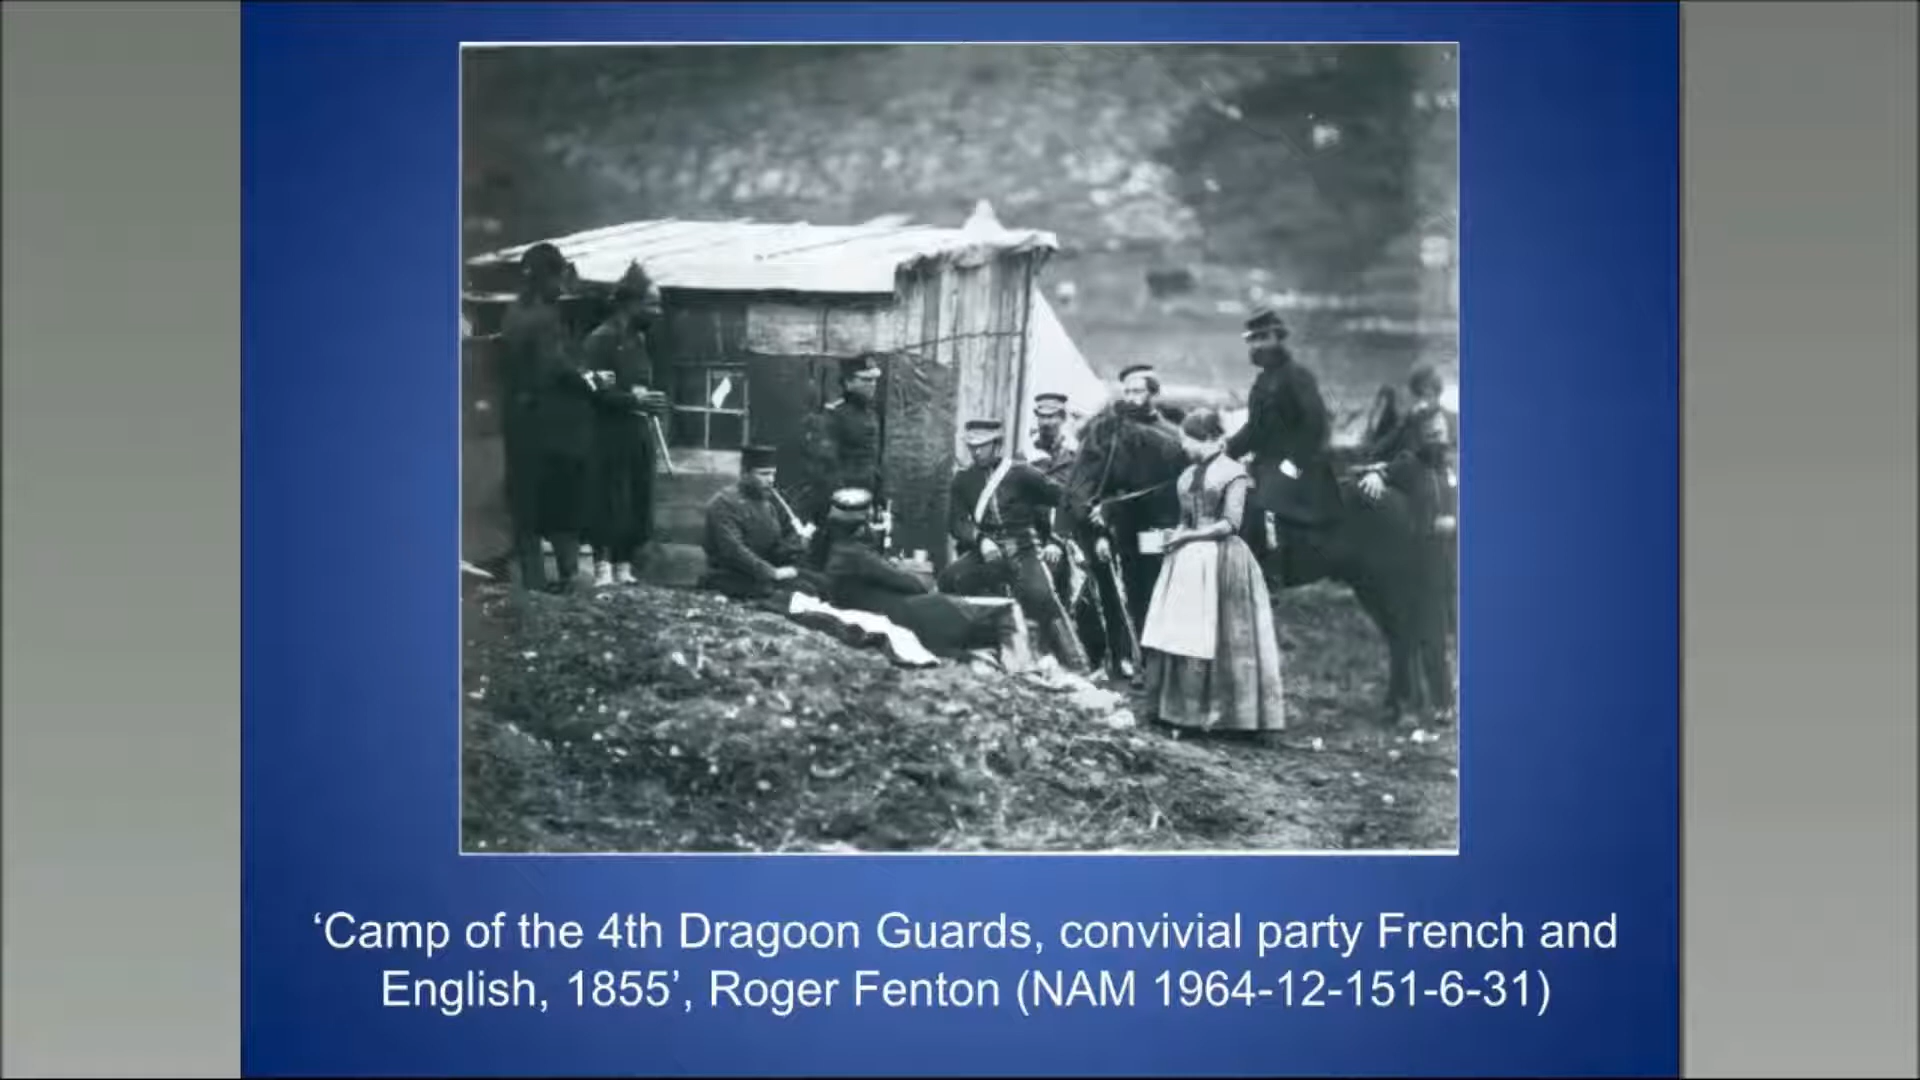 ‘Camp of the 4th Dragoon Guards, convivial party French and
English, 1855’, Roger Fenton (NAM 1964-12-151-6-31)